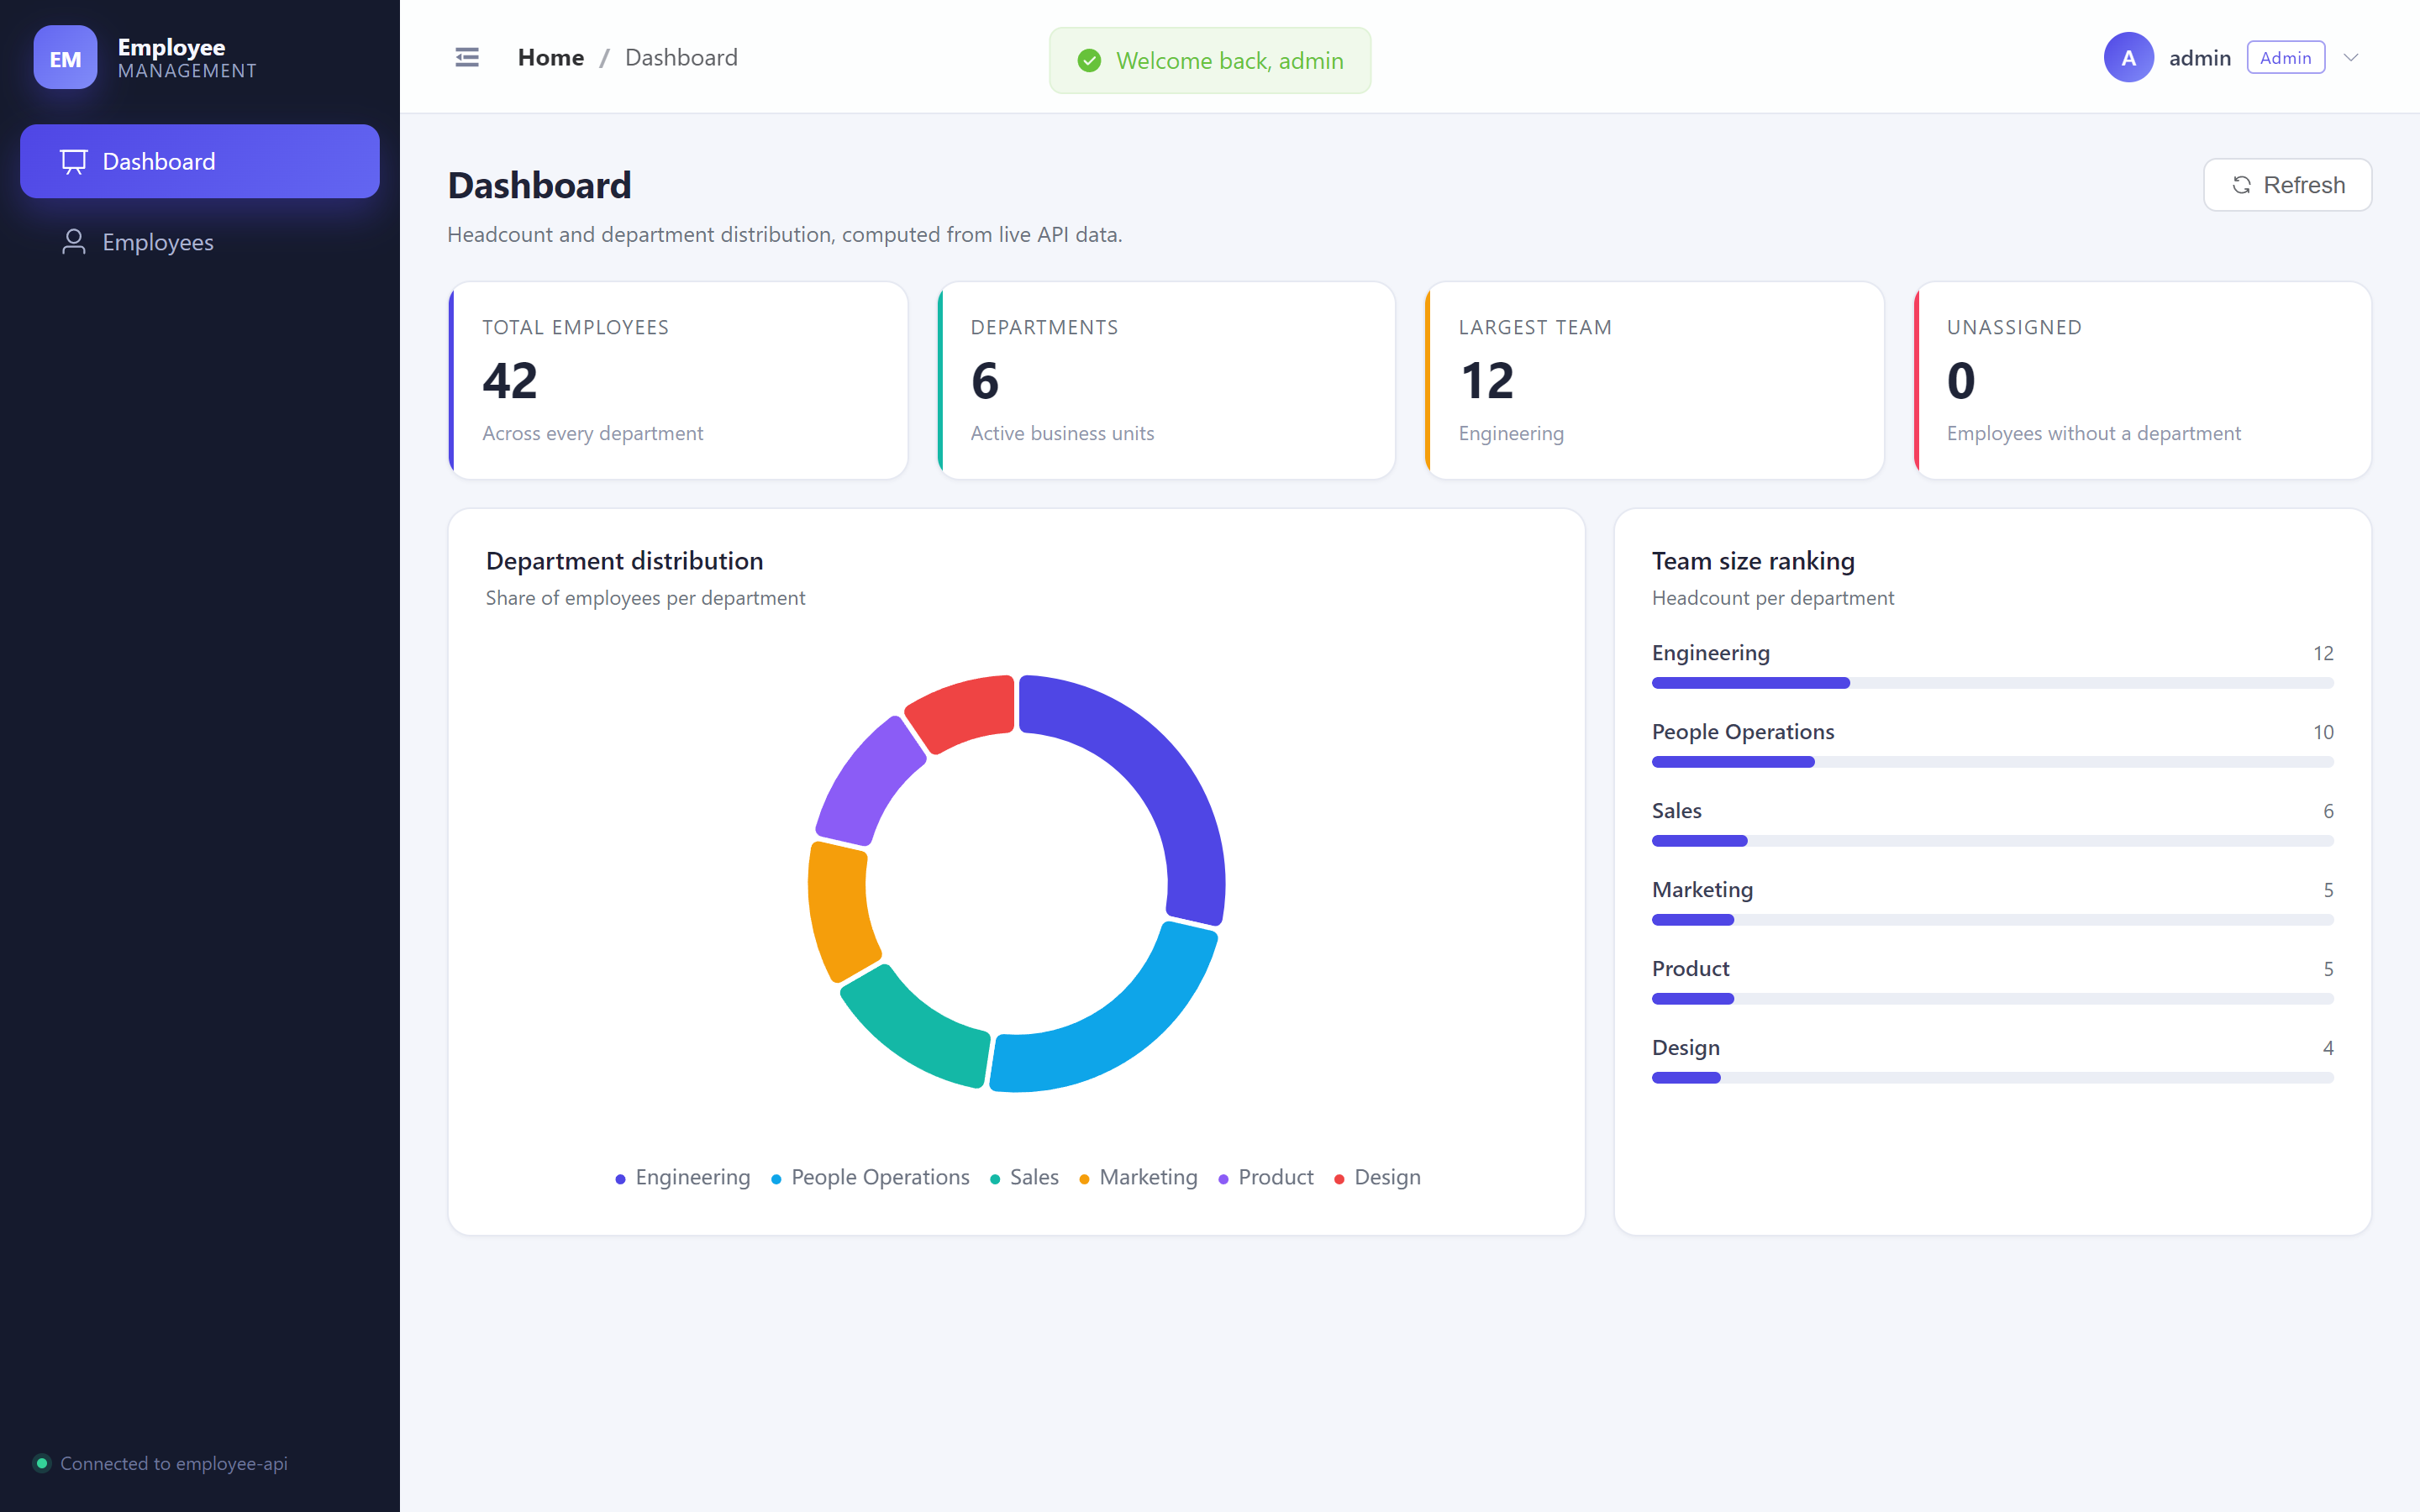 EM
Employee
MANAGEMENT
Dashboard
Employees
Connected to employee-api
Home / Dashboard
Welcome back, admin
A
admin
Admin
Dashboard
Headcount and department distribution, computed from live API data.
Refresh
TOTAL EMPLOYEES
42
Across every department
DEPARTMENTS
6
Active business units
LARGEST TEAM
12
Engineering
UNASSIGNED
0
Employees without a department
Department distribution
Share of employees per department
Engineering People Operations Sales Marketing Product Design
Team size ranking
Headcount per department
Engineering 12
People Operations 10
Sales 6
Marketing 5
Product 5
Design 4